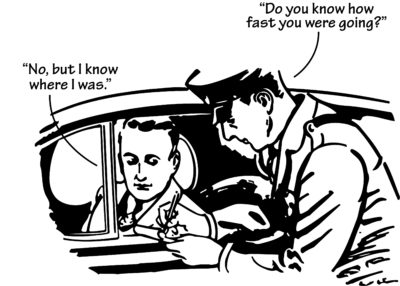 “Do you know how
fast you were going?”
“No, but I know
where I was.”